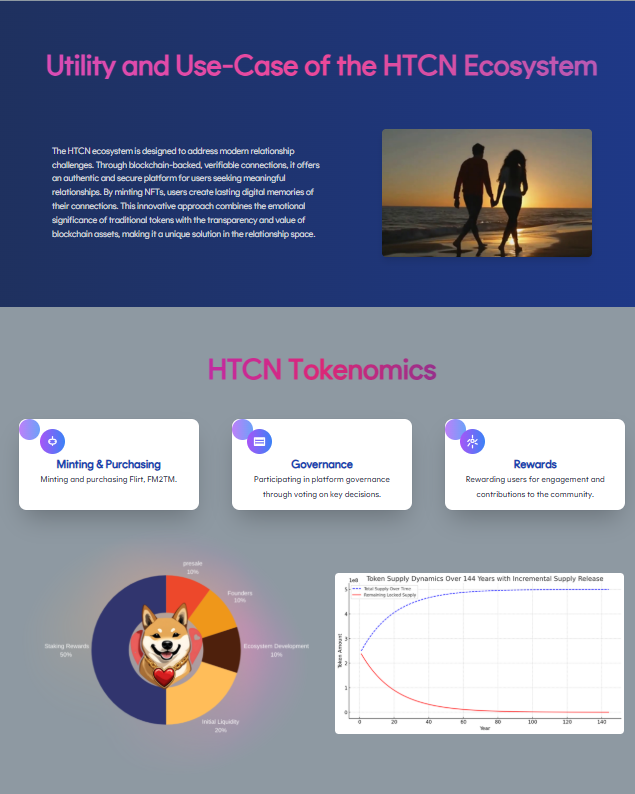 Utility and Use-Case of the HTCN Ecosystem
The HTCN ecosystem is designed to address modern relationship
challenges. Through blockchain-backed, verifiable connections, it offers
an authentic and secure platform for users seeking meaningful
relationships. By minting NFTs, users create lasting digital memories of
their connections. This innovative approach combines the emotional
significance of traditional tokens with the transparency and value of
blockchain assets, making it a unique solution in the relationship space.
HTCN Tokenomics
Minting & Purchasing
Minting and purchasing Flirt, FM2TM.
Governance
Participating in platform governance
through voting on key decisions.
Rewards
Rewarding users for engagement and
contributions to the community.
presale
10%
Founders
10%
Ecosystem Development
10%
Initial Liquidity
20%
Staking Rewards
50%
Token Supply Dynamics Over 144 Years with Incremental Supply Release
1e8
Total Supply Over Time
Remaining Locked Supply
Token Amount
5
4
3
2
1
0
0 20 40 60 80 100 120 140
Year